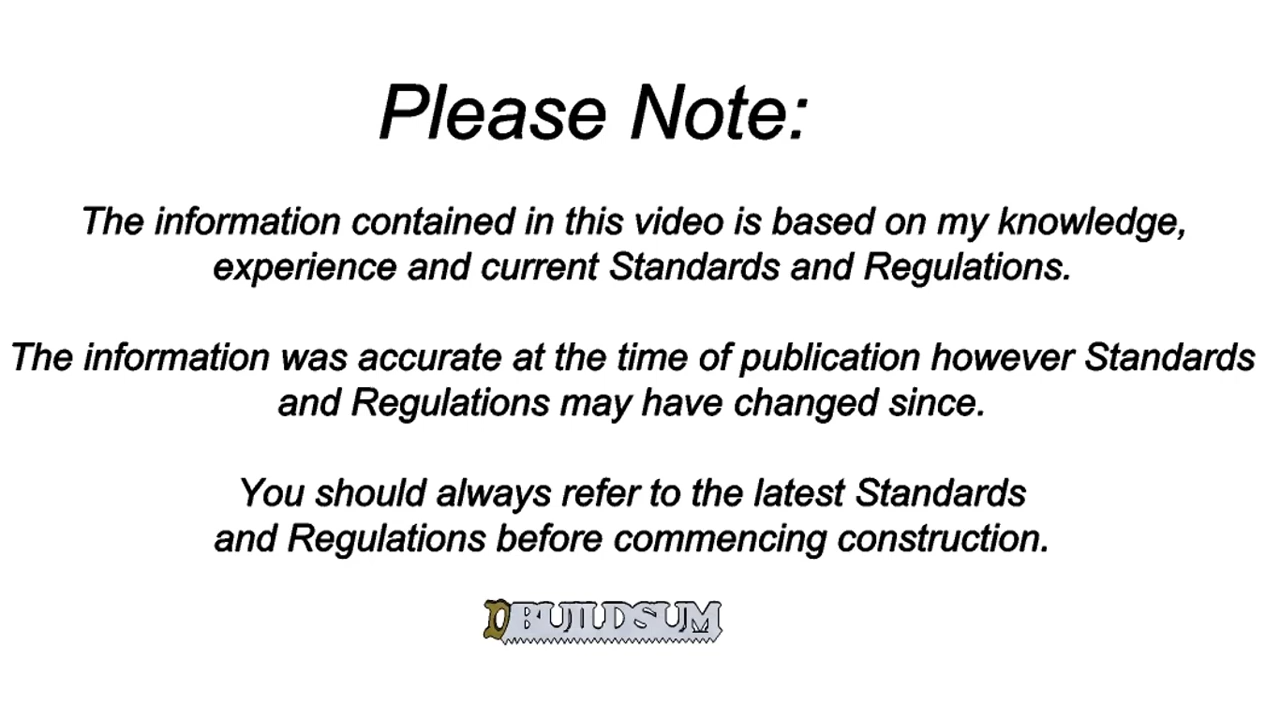 Please Note:
The information contained in this video is based on my knowledge,
experience and current Standards and Regulations.
The information was accurate at the time of publication however Standards
and Regulations may have changed since.
You should always refer to the latest Standards
and Regulations before commencing construction.
BUILDSUM